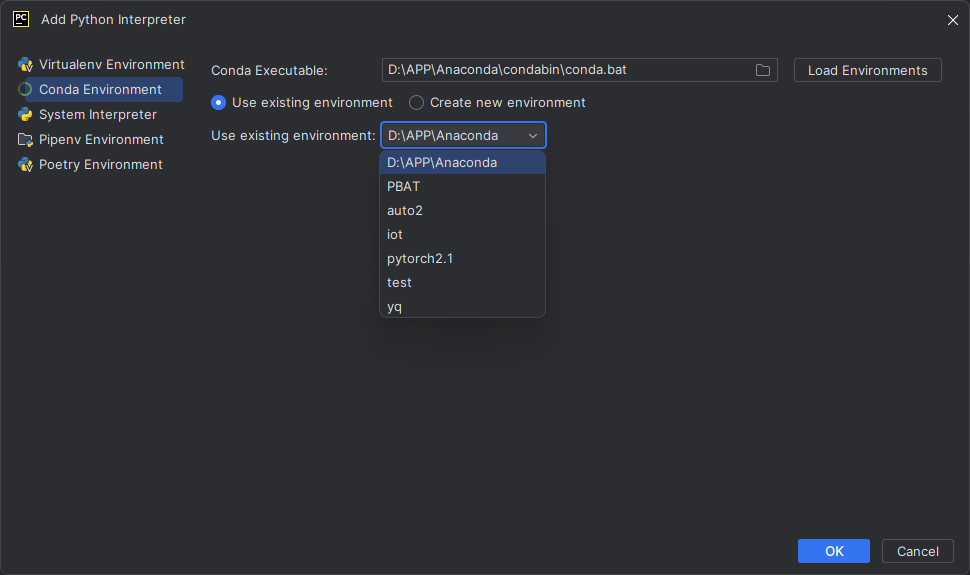 PC Add Python Interpreter
Virtualenv Environment
Conda Environment
System Interpreter
Pipenv Environment
Poetry Environment
Conda Executable: D:\APP\Anaconda\condabin\conda.bat Load Environments
Use existing environment Create new environment
Use existing environment: D:\APP\Anaconda
D:\APP\Anaconda
PBAT
auto2
iot
pytorch2.1
test
yq
OK Cancel